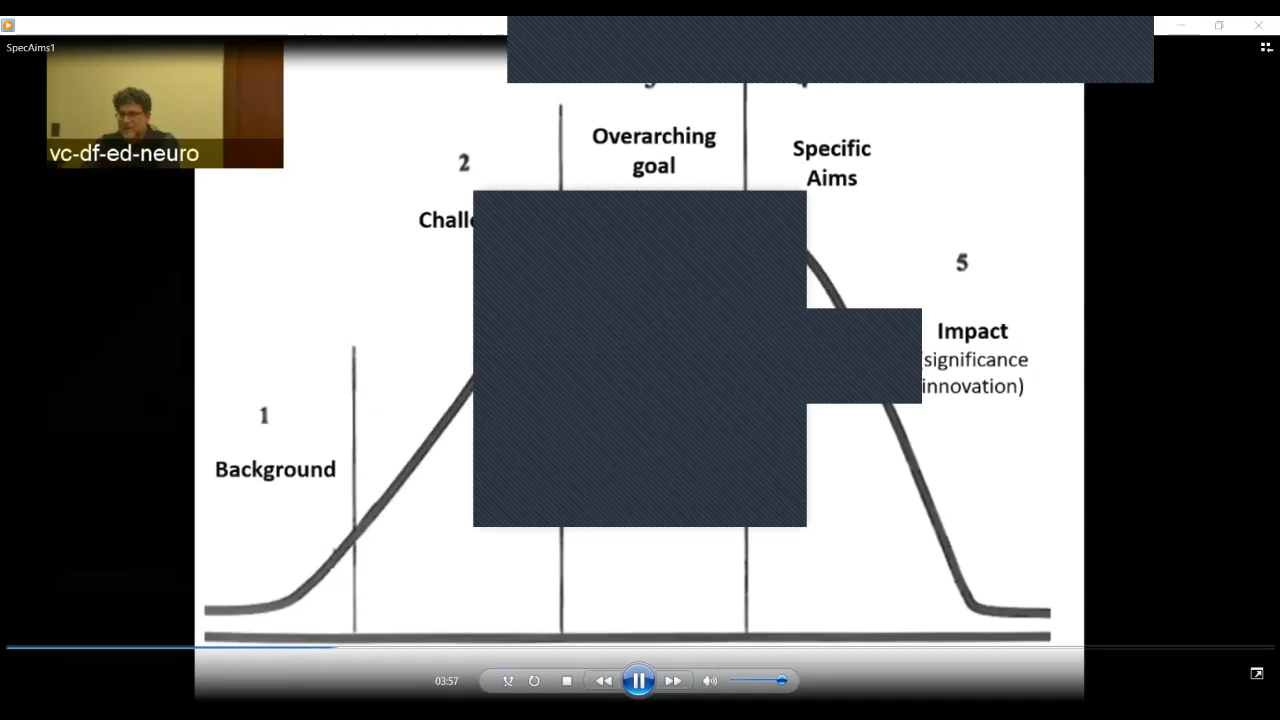 SpecAims1
vc-df-ed-neuro
2
Overarching
goal
Specific
Aims
5
Impact
significance
innovation)
1
Background
03:57